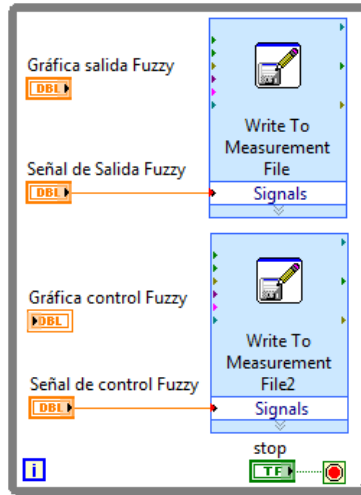 Gráfica salida Fuzzy
DBL
Señal de Salida Fuzzy
DBL
Write To
Measurement
File
Signals
Gráfica control Fuzzy
DBL
Señal de control Fuzzy
DBL
Write To
Measurement
File2
Signals
stop
TF
i